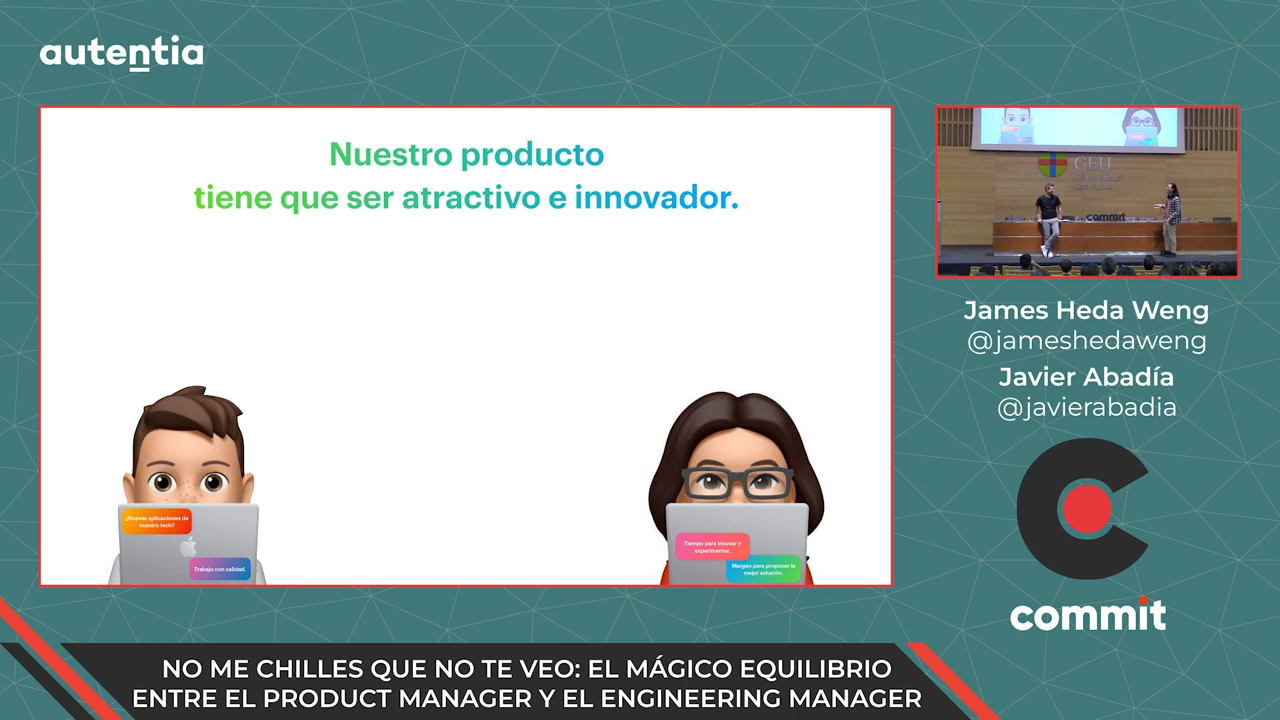 autentia
Nuestro producto
tiene que ser atractivo e innovador.
¿Nuevas aplicaciones de
nuestro tech?
Trabajo con calidad.
Tiempo para innovar y
experimentar.
Margen para proponer la
mejor solución.
CEU
commit
James Heda Weng
@jameshedaweng
Javier Abadía
@javierabadia
commit
NO ME CHILLES QUE NO TE VEO: EL MÁGICO EQUILIBRIO
ENTRE EL PRODUCT MANAGER Y EL ENGINEERING MANAGER